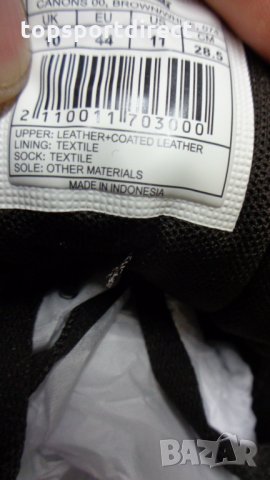 topsportdirect
CANONS 00, BROWN
UK EU
10 44 11 28.5
2 110011 703000
UPPER: LEATHER+COATED LEATHER
LINING: TEXTILE
SOCK: TEXTILE
SOLE: OTHER MATERIALS
MADE IN INDONESIA
BAZAR